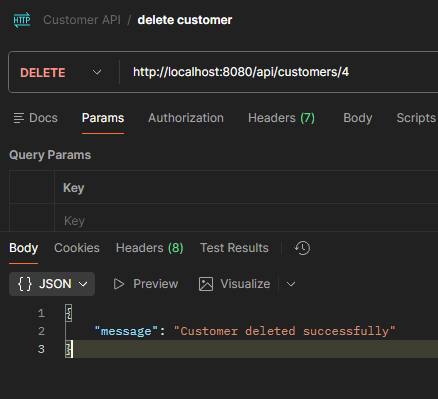 HTTP Customer API / delete customer
DELETE http://localhost:8080/api/customers/4
Docs Params Authorization Headers (7) Body Scripts
Query Params
Key
Key
Body Cookies Headers (8) Test Results
{} JSON Preview Visualize
1 {
2 "message": "Customer deleted successfully"
3 }